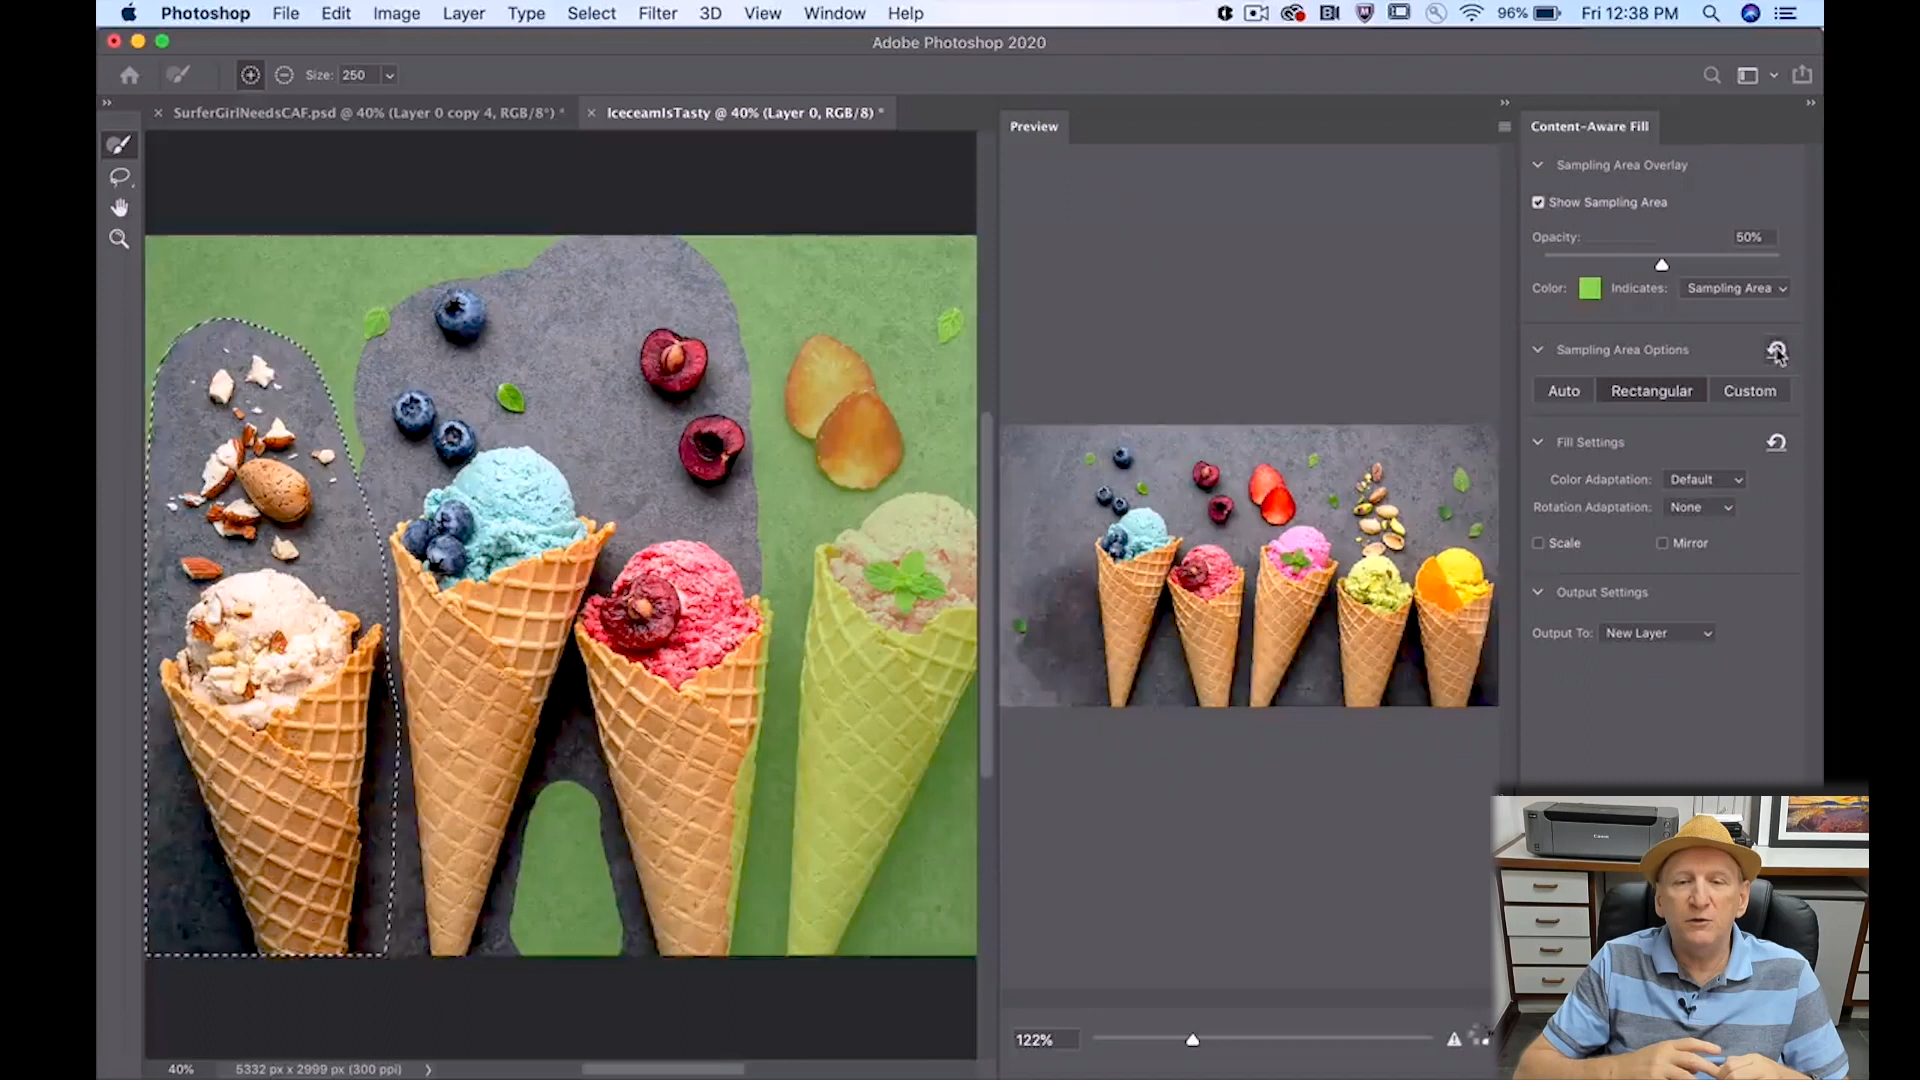 Photoshop File Edit Image Layer Type Select Filter 3D View Window Help 96% Fri 12:38 PM
Adobe Photoshop 2020
Size: 250
SurferGirlNeedsCAF.psd @ 40% (Layer 0 copy 4, RGB/8*) *
IceceamIsTasty @ 40% (Layer 0, RGB/8) *
Preview
Content-Aware Fill
Sampling Area Overlay
Show Sampling Area
Opacity: 50%
Color: Indicates: Sampling Area
Sampling Area Options
Auto Rectangular Custom
Fill Settings
Color Adaptation: Default
Rotation Adaptation: None
Scale Mirror
Output Settings
Output To: New Layer
Canon
122%
40% 5332 px x 2999 px (300 ppi)